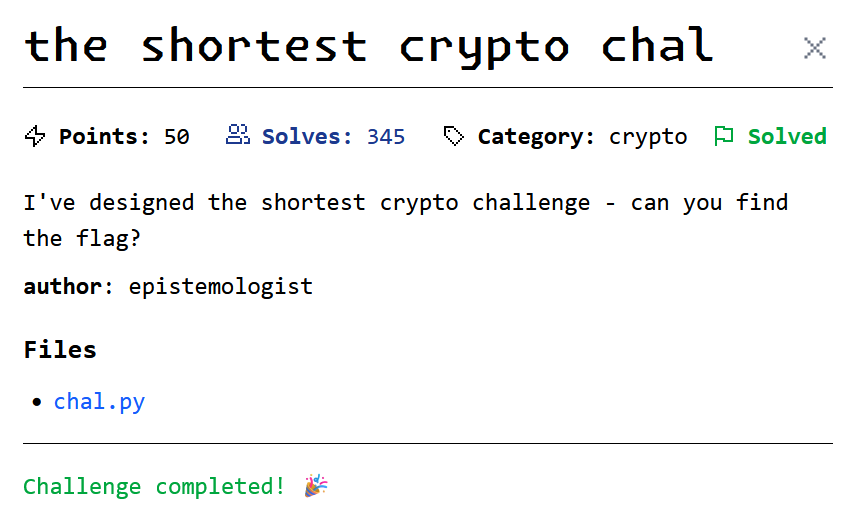 the shortest crypto chal
Points: 50 Solves: 345 Category: crypto Solved
I've designed the shortest crypto challenge - can you find
the flag?
author: epistemologist
Files
• chal.py
Challenge completed! 🎉